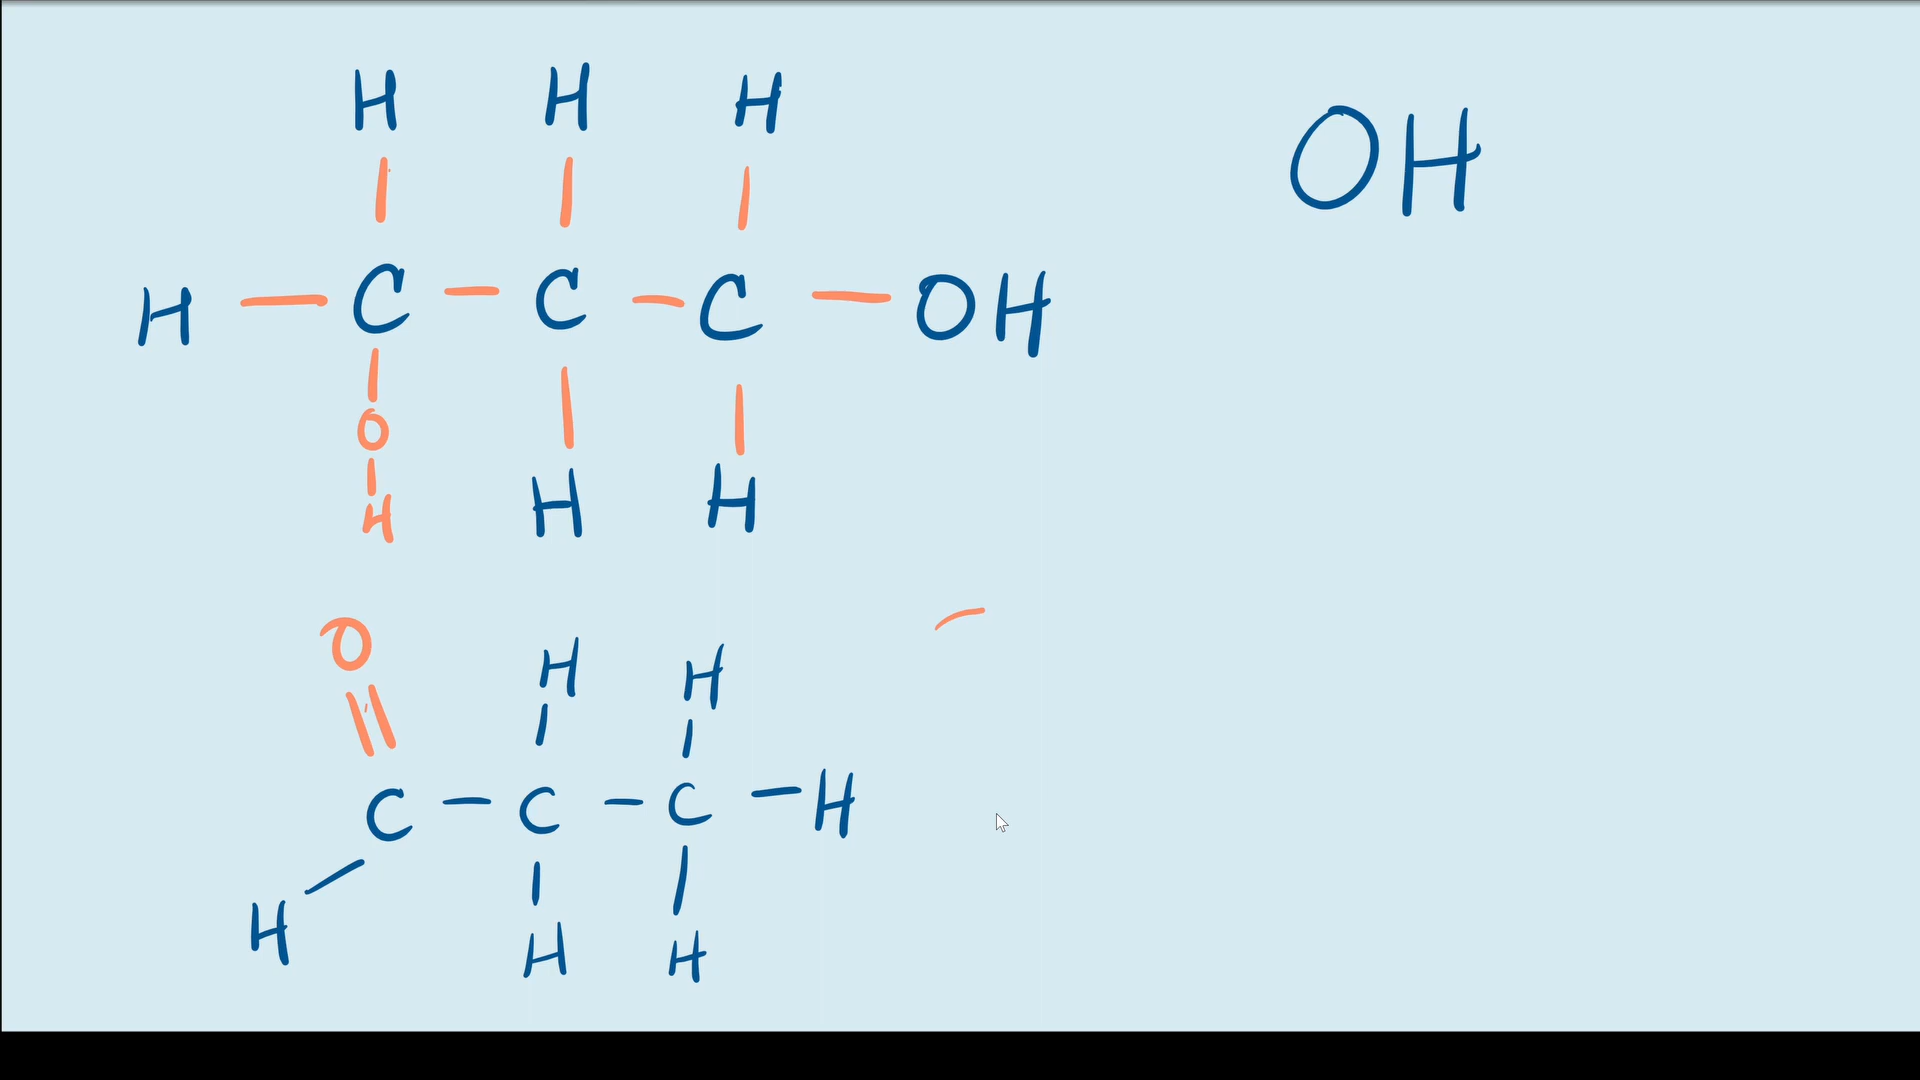 H H H
OH
H — C — C — C — OH
O
H
H H
O
H H
C — C — C — H
H
H H